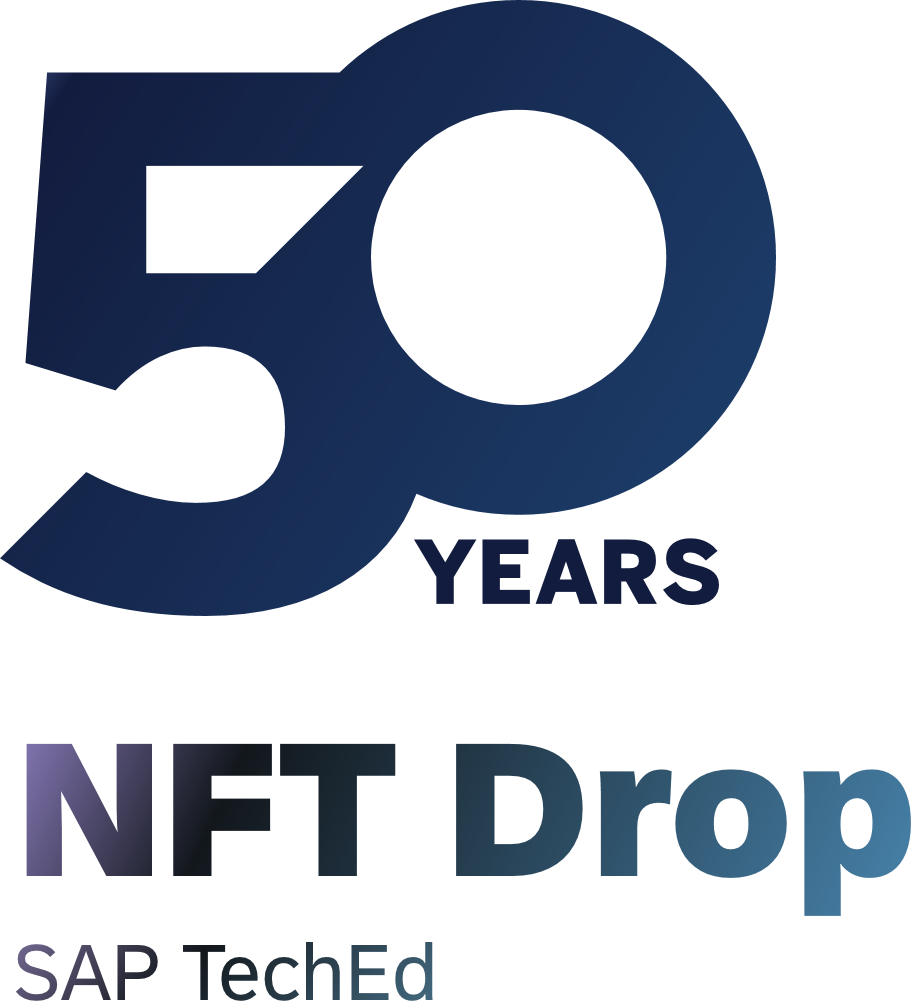 50
YEARS
NFT Drop
SAP TechEd